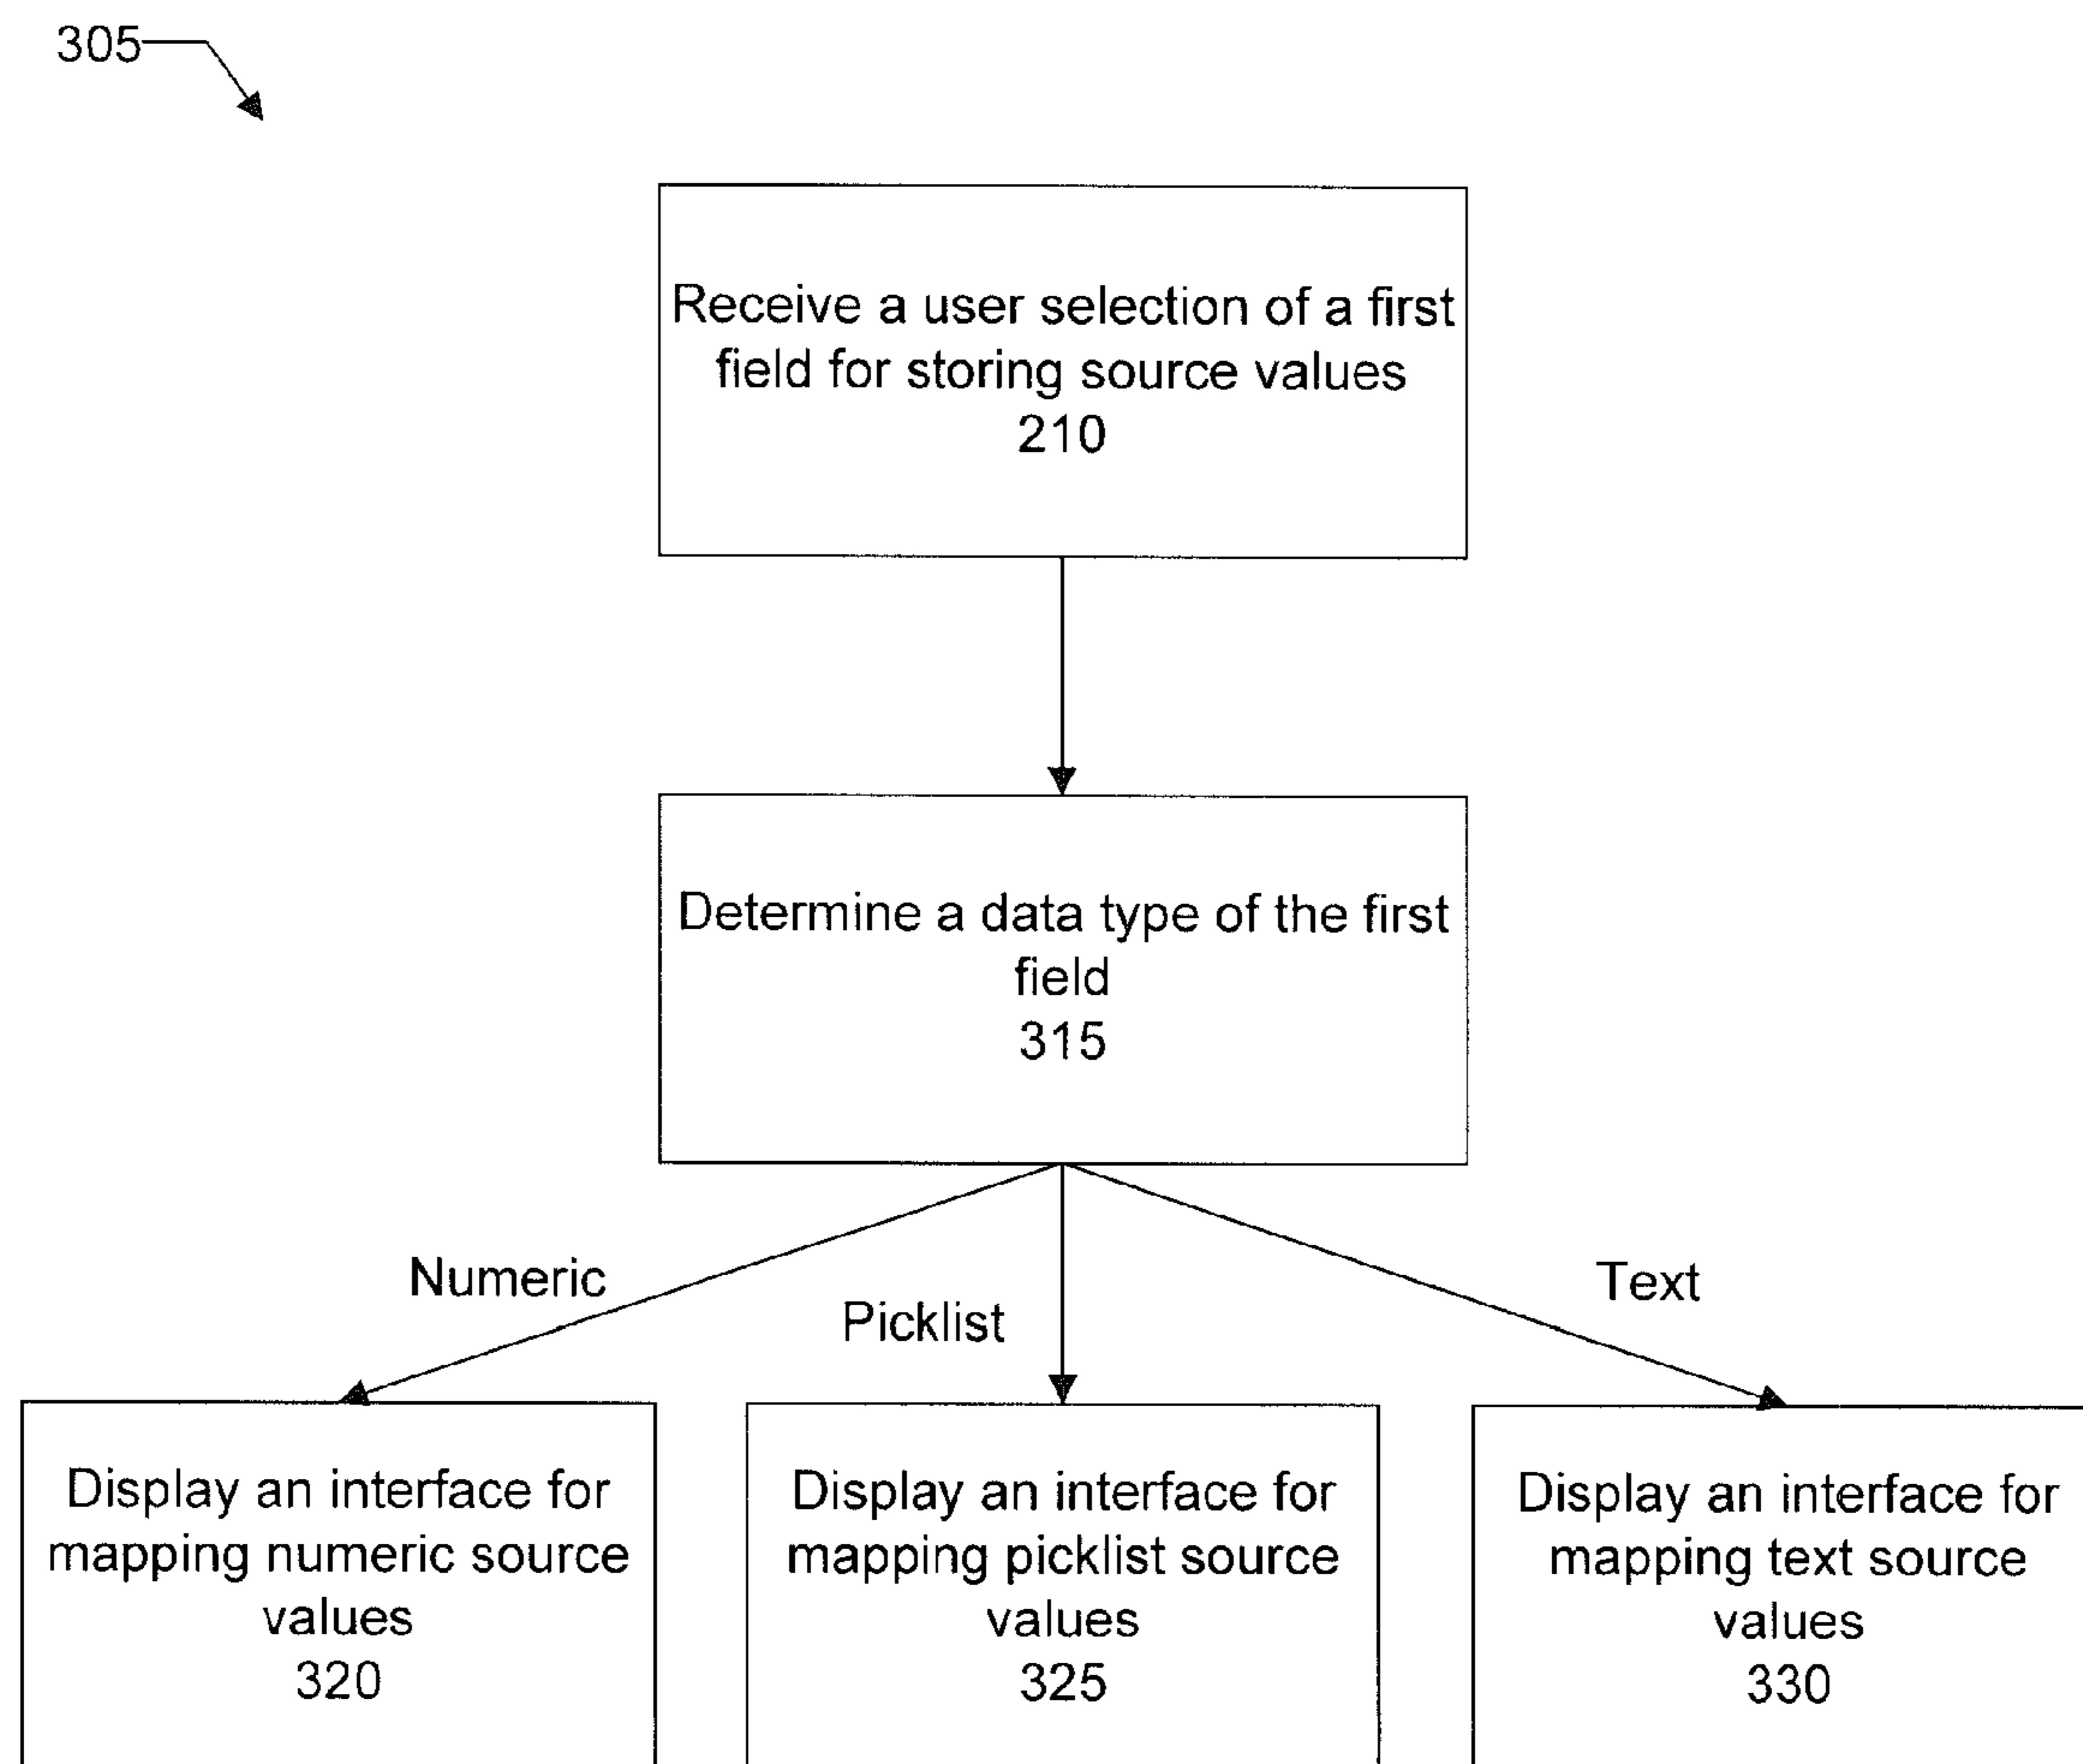 305
Receive a user selection of a first
field for storing source values
210
Determine a data type of the first
field
315
Numeric
Picklist
Text
Display an interface for
mapping numeric source
values
320
Display an interface for
mapping picklist source
values
325
Display an interface for
mapping text source
values
330